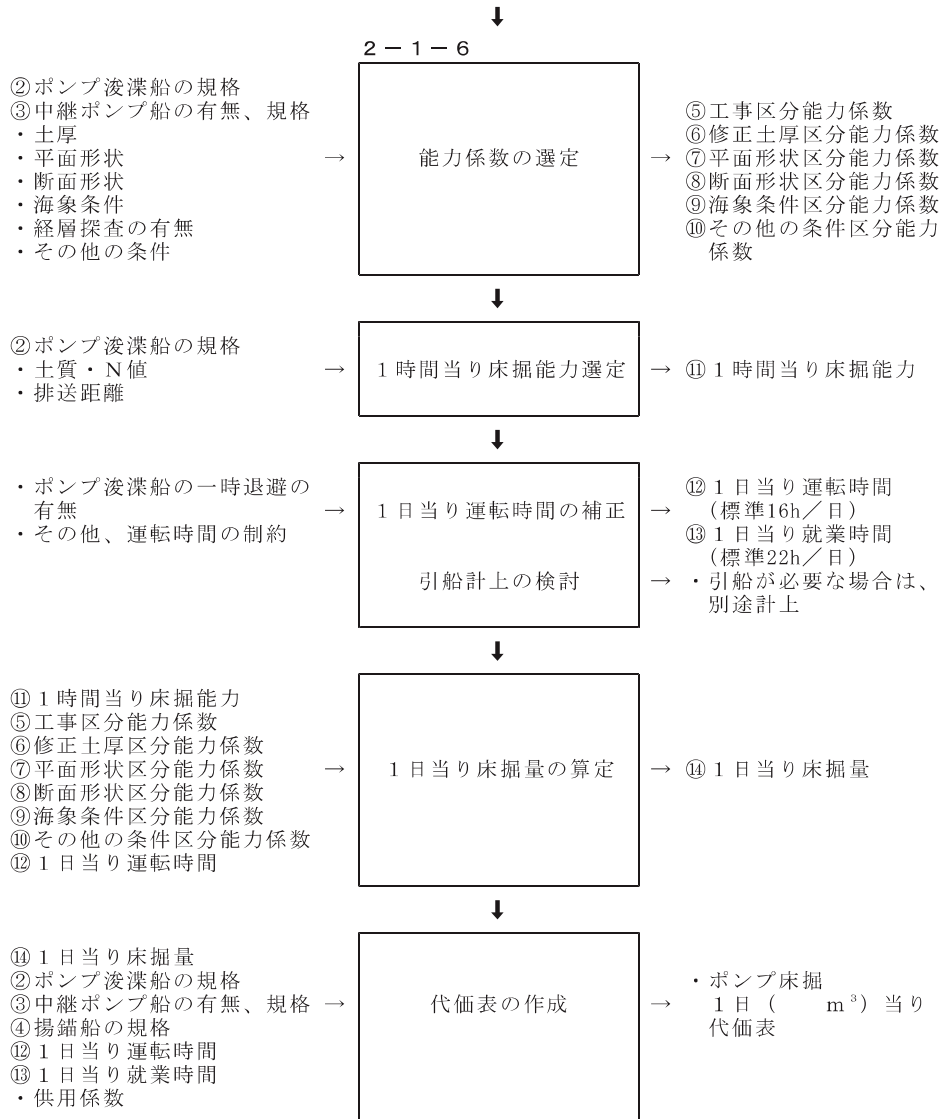 2－1－6
②ポンプ浚渫船の規格
③中継ポンプ船の有無、規格
・土厚
・平面形状
・断面形状
・海象条件
・経層探査の有無
・その他の条件
→
能力係数の選定
→
⑤工事区分能力係数
⑥修正土厚区分能力係数
⑦平面形状区分能力係数
⑧断面形状区分能力係数
⑨海象条件区分能力係数
⑩その他の条件区分能力
係数
②ポンプ浚渫船の規格
・土質・N値
・排送距離
→
1時間当り床掘能力選定
→ ⑪1時間当り床掘能力
・ポンプ浚渫船の一時退避の
有無
・その他、運転時間の制約
→
1日当り運転時間の補正
→
⑫1日当り運転時間
(標準16h／日)
⑬1日当り就業時間
(標準22h／日)
引船計上の検討
→ ・引船が必要な場合は、
別途計上
⑪1時間当り床掘能力
⑤工事区分能力係数
⑥修正土厚区分能力係数
⑦平面形状区分能力係数
⑧断面形状区分能力係数
⑨海象条件区分能力係数
⑩その他の条件区分能力係数
⑫1日当り運転時間
→
1日当り床掘量の算定
→ ⑭1日当り床掘量
⑭1日当り床掘量
②ポンプ浚渫船の規格
③中継ポンプ船の有無、規格 →
④揚錨船の規格
⑫1日当り運転時間
⑬1日当り就業時間
・供用係数
代価表の作成
→
・ポンプ床掘
1日（　　m³）当り
代価表